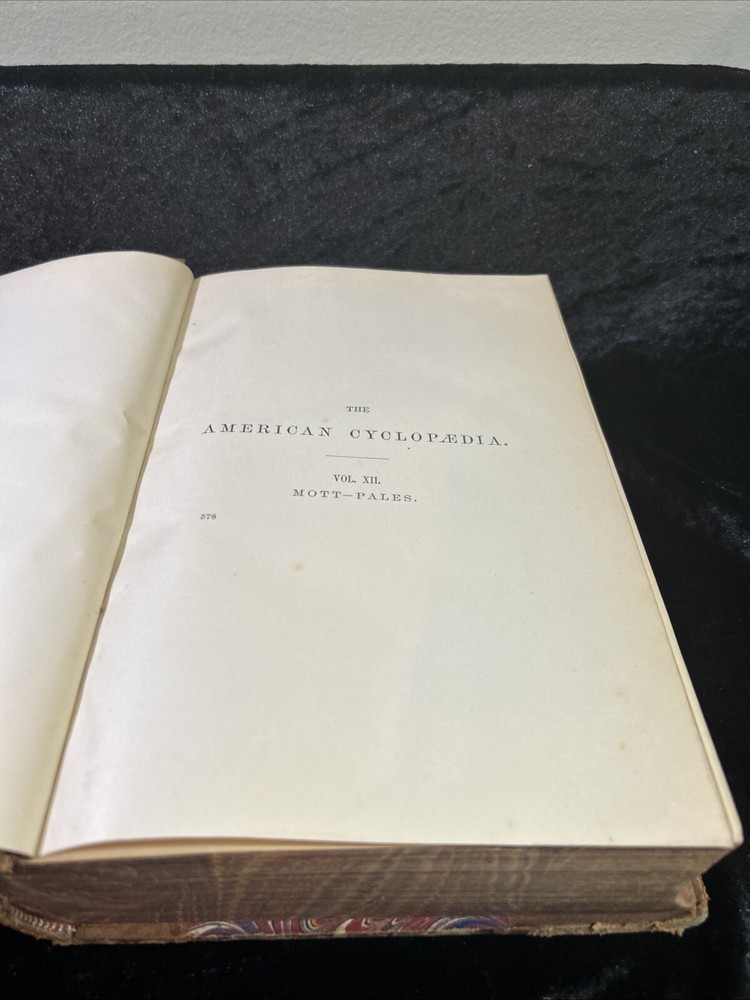 THE
AMERICAN CYCLOPÆDIA.
VOL. XII.
MOTT—PALES.
578